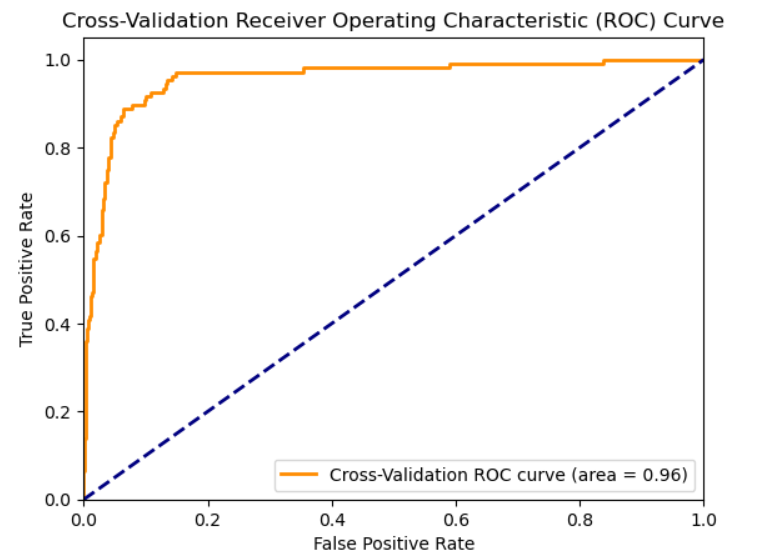 Cross-Validation Receiver Operating Characteristic (ROC) Curve
True Positive Rate
1.0
0.8
0.6
0.4
0.2
0.0
Cross-Validation ROC curve (area = 0.96)
0.0 0.2 0.4 0.6 0.8 1.0
False Positive Rate